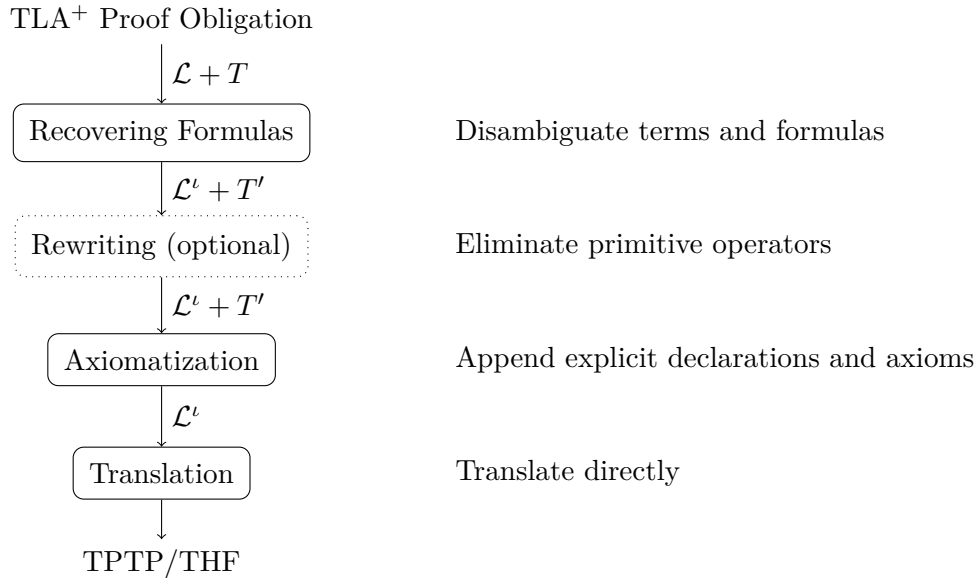 TLA⁺ Proof Obligation
ℒ + T
Recovering Formulas Disambiguate terms and formulas
ℒ^ι + T′
Rewriting (optional) Eliminate primitive operators
ℒ^ι + T′
Axiomatization Append explicit declarations and axioms
ℒ^ι
Translation Translate directly
TPTP/THF